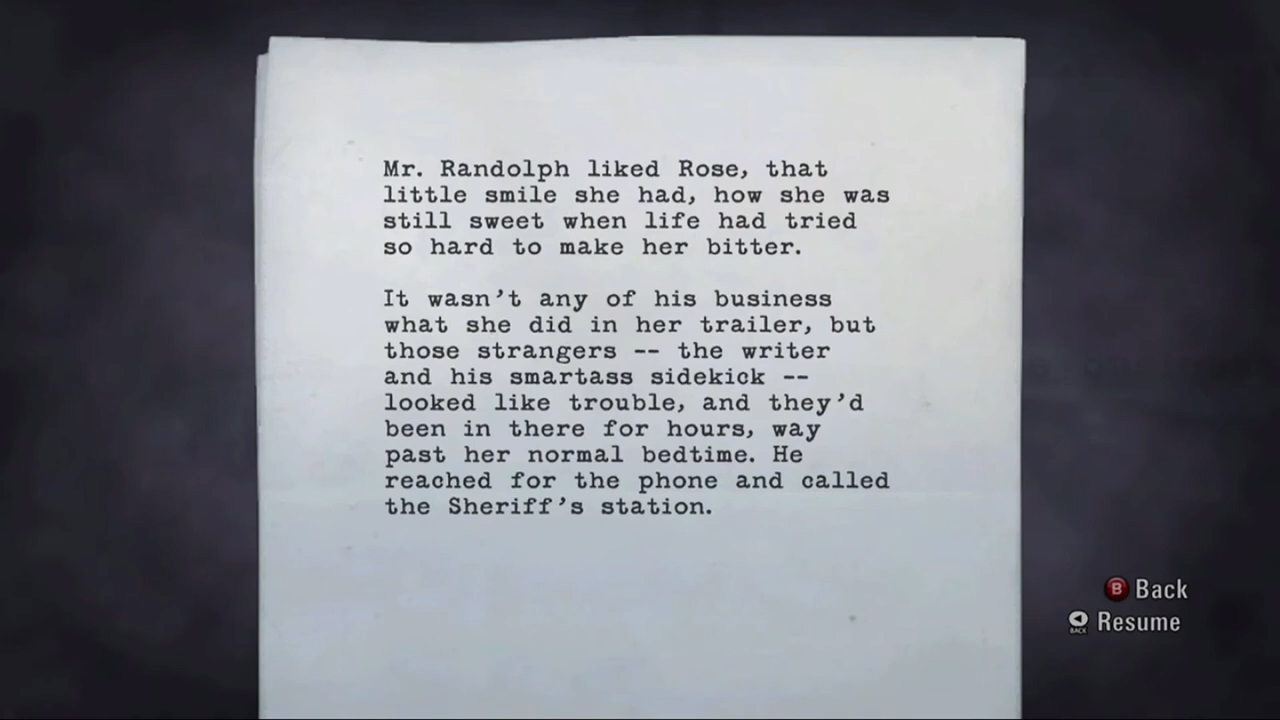 Mr. Randolph liked Rose, that
little smile she had, how she was
still sweet when life had tried
so hard to make her bitter.
It wasn't any of his business
what she did in her trailer, but
those strangers -- the writer
and his smartass sidekick --
looked like trouble, and they'd
been in there for hours, way
past her normal bedtime. He
reached for the phone and called
the Sheriff's station.
B Back
BACK Resume